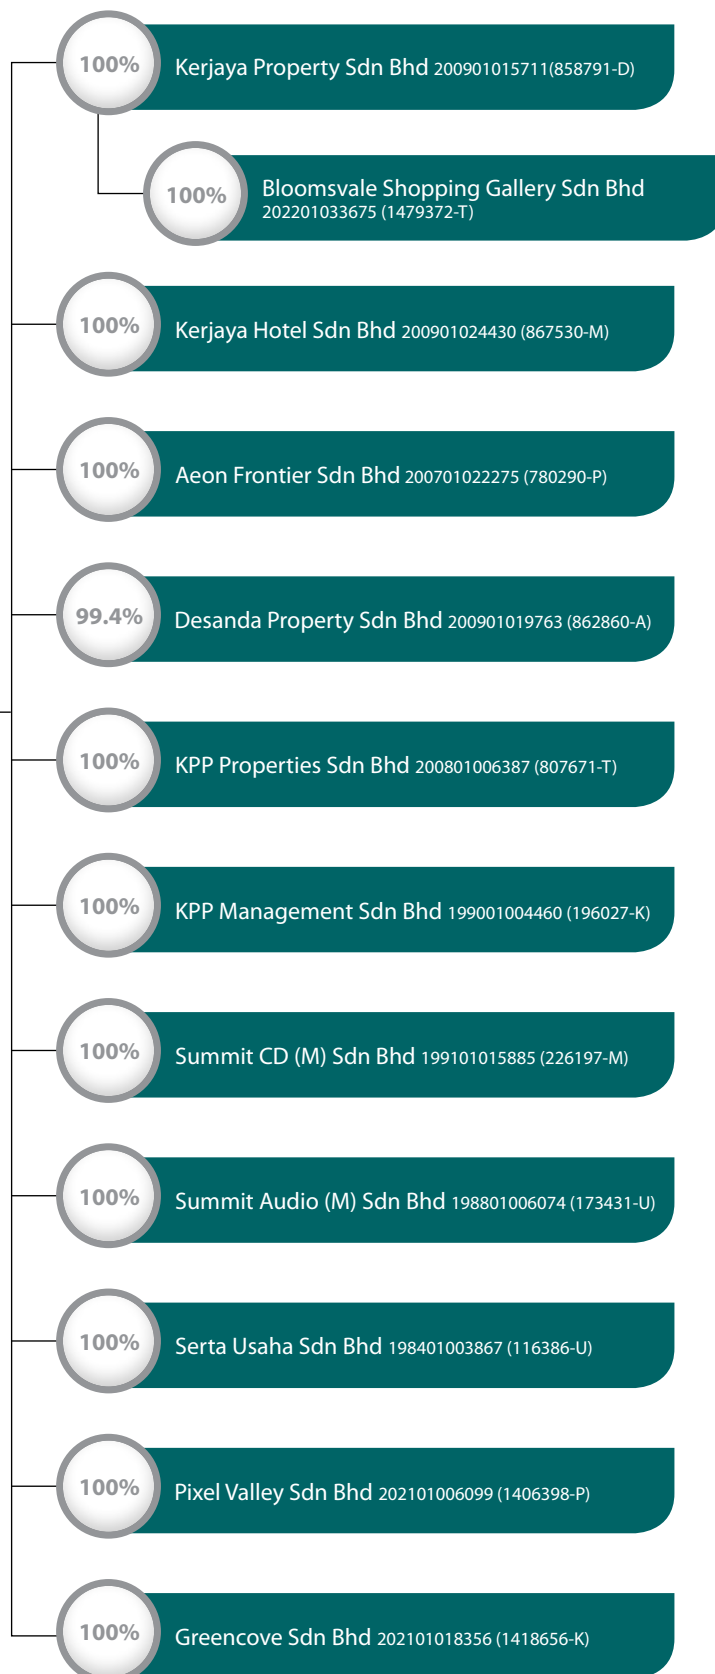 100%
Kerjaya Property Sdn Bhd 200901015711(858791-D)
100%
Bloomsvale Shopping Gallery Sdn Bhd
202201033675 (1479372-T)
100%
Kerjaya Hotel Sdn Bhd 200901024430 (867530-M)
100%
Aeon Frontier Sdn Bhd 200701022275 (780290-P)
99.4%
Desanda Property Sdn Bhd 200901019763 (862860-A)
100%
KPP Properties Sdn Bhd 200801006387 (807671-T)
100%
KPP Management Sdn Bhd 199001004460 (196027-K)
100%
Summit CD (M) Sdn Bhd 199101015885 (226197-M)
100%
Summit Audio (M) Sdn Bhd 198801006074 (173431-U)
100%
Serta Usaha Sdn Bhd 198401003867 (116386-U)
100%
Pixel Valley Sdn Bhd 202101006099 (1406398-P)
100%
Greencove Sdn Bhd 202101018356 (1418656-K)